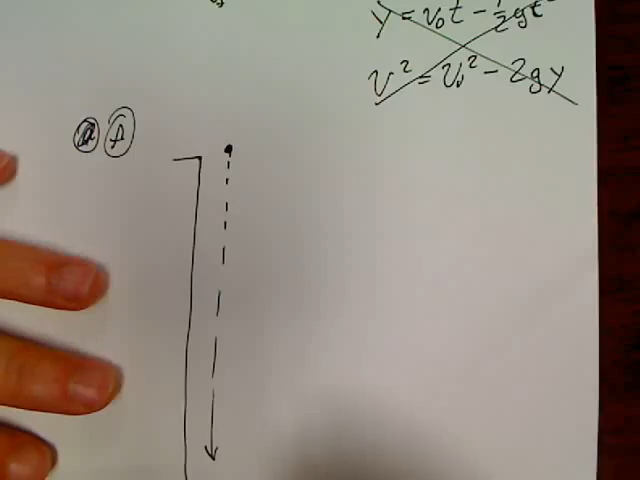 y = v₀t - ½gt²
v² = v₀² - 2gy
A